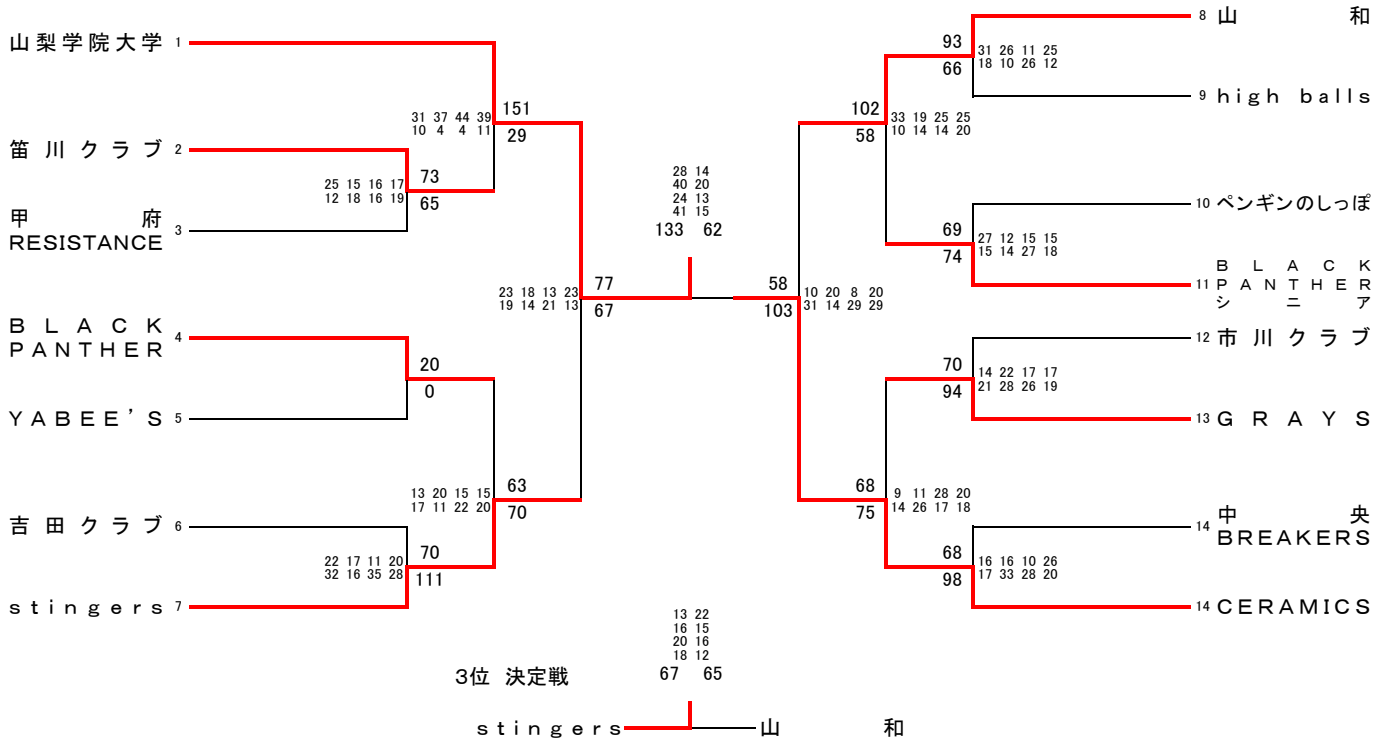 山梨学院大学 1
31 37 44 39
10 4 4 11
151
29
笛川クラブ 2
25 15 16 17
12 18 16 19
73
65
甲府
RESISTANCE 3
23 18 13 23
19 14 21 13
77
67
BLACK
PANTHER 4
20
0
YABEE'S 5
13 20 15 15
17 11 22 20
63
70
吉田クラブ 6
22 17 11 20
32 16 35 28
70
111
stingers 7
28 14
40 20
24 13
41 15
133 62
8 山和
93
66
31 26 11 25
18 10 26 12
9 high balls
102
58
33 19 25 25
10 14 14 20
10 ペンギンのしっぽ
69
74
27 12 15 15
15 14 27 18
11 BLACK
PANTHER
シニア
58
103
10 20 8 20
31 14 29 29
12 市川クラブ
70
94
14 22 17 17
21 28 26 19
13 GRAYS
68
75
9 11 28 20
14 26 17 18
14 中央
BREAKERS
68
98
16 16 10 26
17 33 28 20
14 CERAMICS
13 22
16 15
20 16
18 12
67 65
3位 決定戦
stingers
山和